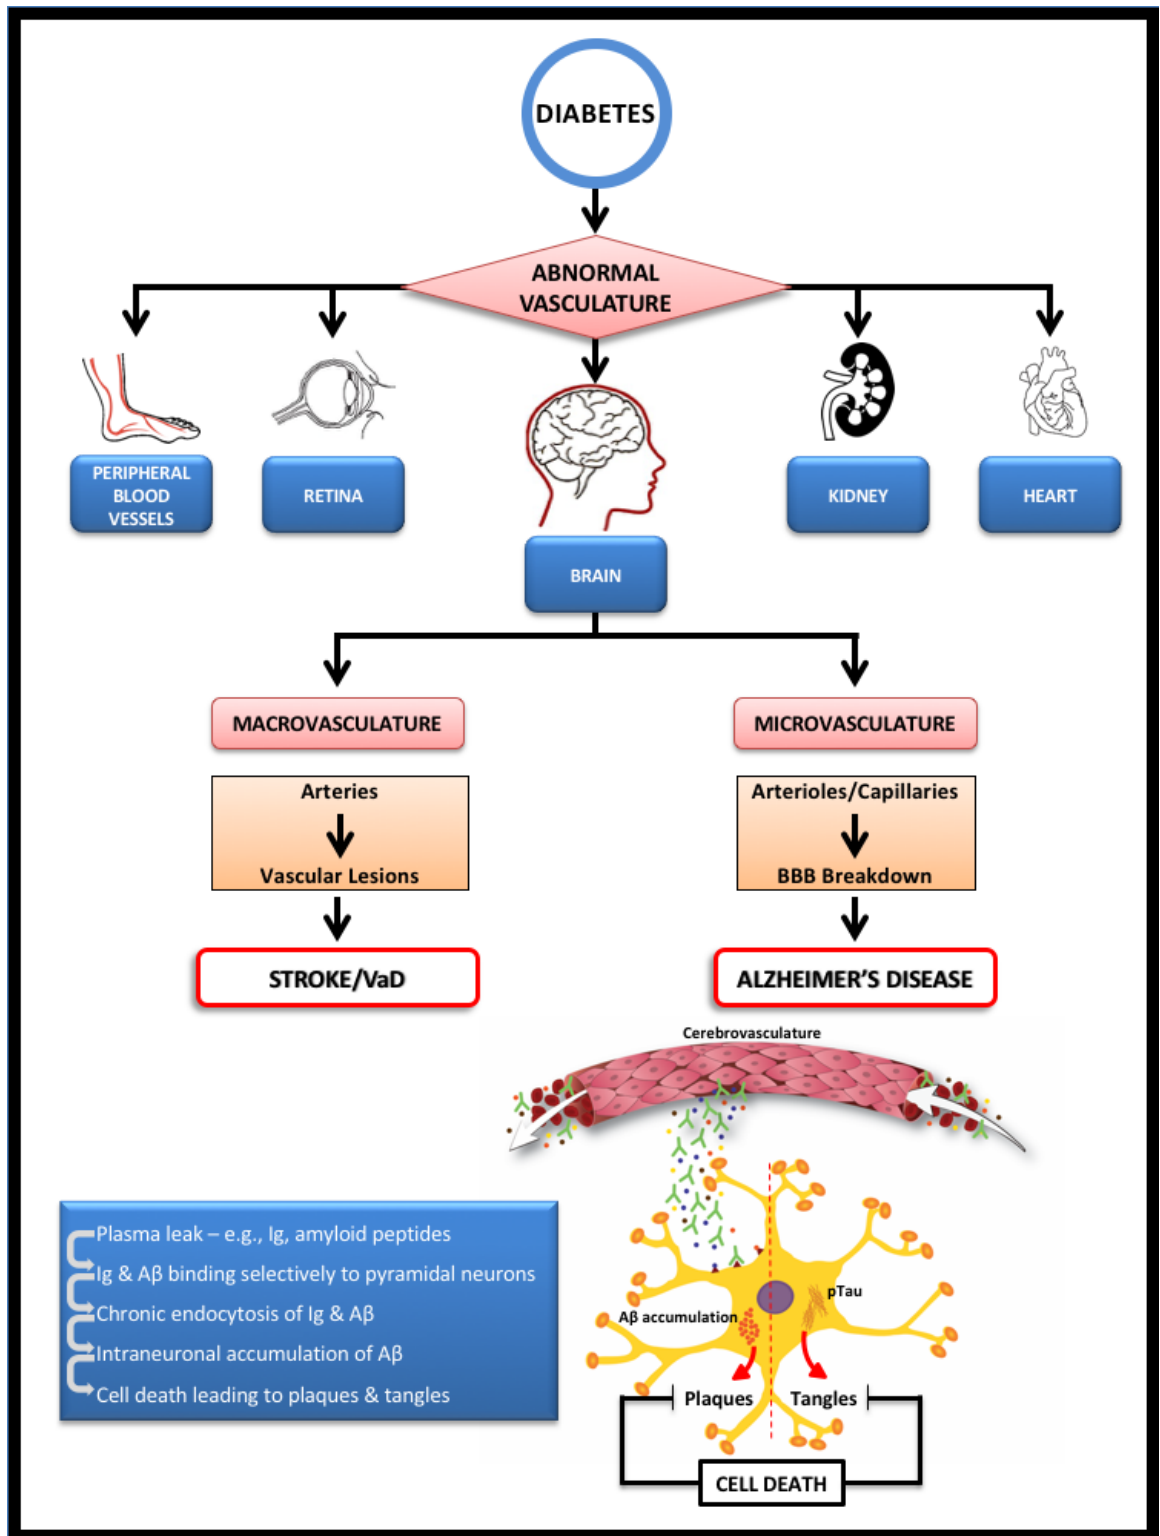 DIABETES
ABNORMAL
VASCULATURE
PERIPHERAL
BLOOD
VESSELS
RETINA
KIDNEY
HEART
BRAIN
MACROVASCULATURE
MICROVASCULATURE
Arteries
Vascular Lesions
Arterioles/Capillaries
BBB Breakdown
STROKE/VaD
ALZHEIMER'S DISEASE
Cerebrovasculature
Plasma leak – e.g., Ig, amyloid peptides
Ig & Aβ binding selectively to pyramidal neurons
Chronic endocytosis of Ig & Aβ
Intraneuronal accumulation of Aβ
Cell death leading to plaques & tangles
pTau
Aβ accumulation
Plaques
Tangles
CELL DEATH